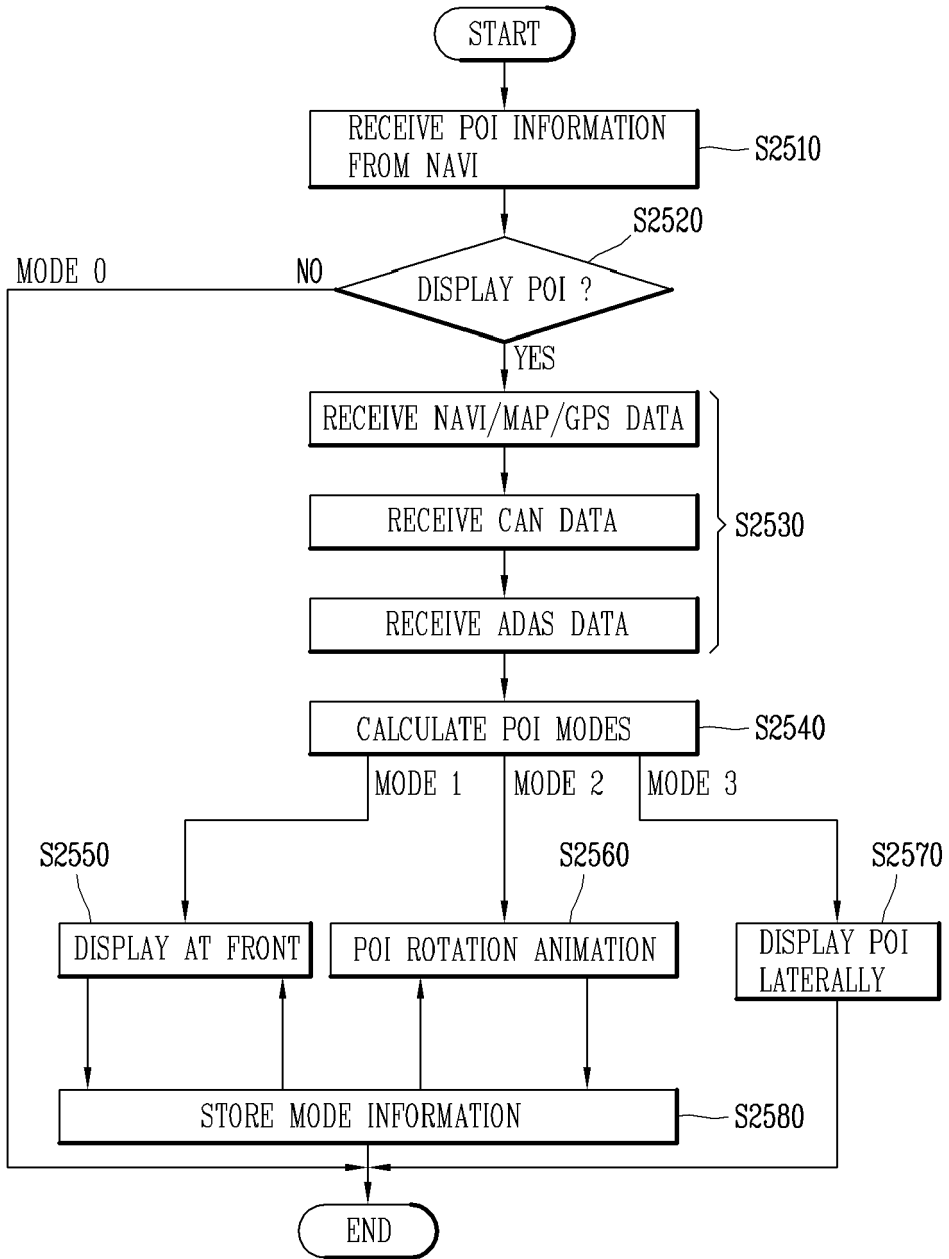 START
RECEIVE POI INFORMATION
FROM NAVI
S2510
S2520
MODE 0
NO
DISPLAY POI ?
YES
RECEIVE NAVI/MAP/GPS DATA
RECEIVE CAN DATA
S2530
RECEIVE ADAS DATA
CALCULATE POI MODES
S2540
MODE 1
MODE 2
MODE 3
S2550
S2560
S2570
DISPLAY AT FRONT
POI ROTATION ANIMATION
DISPLAY POI
LATERALLY
STORE MODE INFORMATION
S2580
END